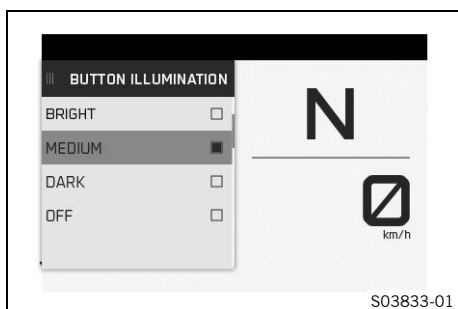 BUTTON ILLUMINATION
BRIGHT
MEDIUM
DARK
OFF
N
0
km/h
S03833-01